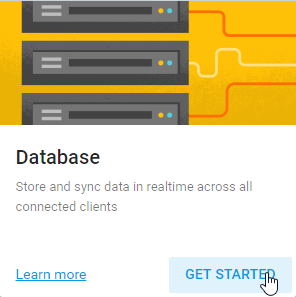 Database
Store and sync data in realtime across all
connected clients
Learn more
GET STARTED